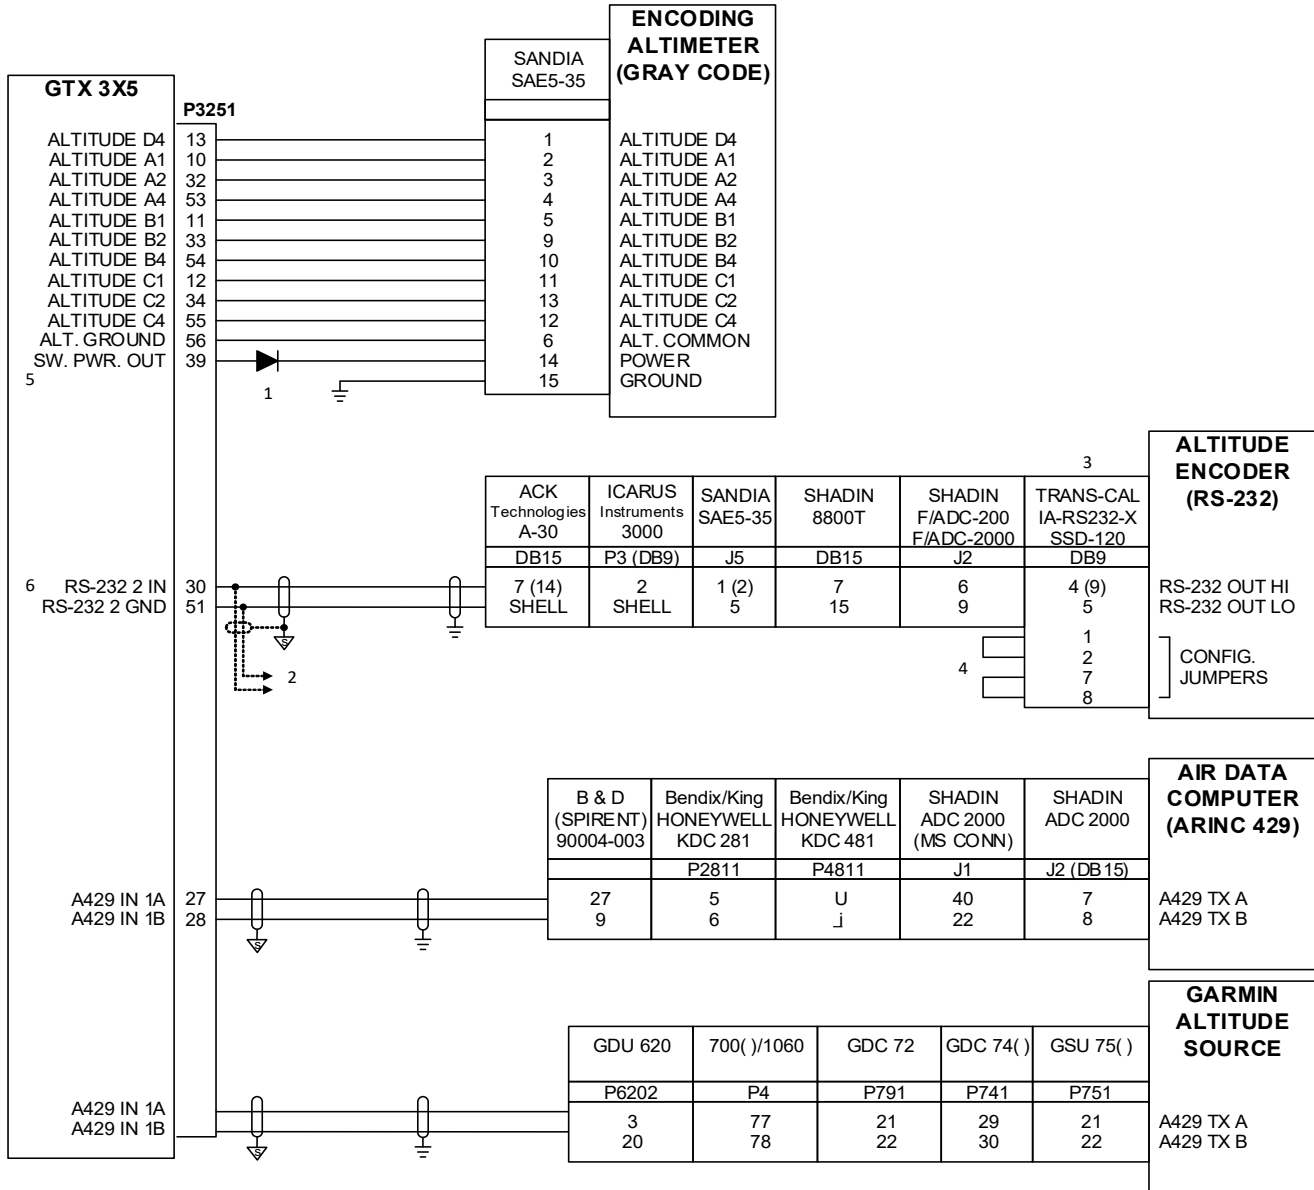 ENCODING
ALTIMETER
(GRAY CODE)
SANDIA
SAE5-35
GTX 3X5
P3251
ALTITUDE D4 13 1 ALTITUDE D4
ALTITUDE A1 10 2 ALTITUDE A1
ALTITUDE A2 32 3 ALTITUDE A2
ALTITUDE A4 53 4 ALTITUDE A4
ALTITUDE B1 11 5 ALTITUDE B1
ALTITUDE B2 33 9 ALTITUDE B2
ALTITUDE B4 54 10 ALTITUDE B4
ALTITUDE C1 12 11 ALTITUDE C1
ALTITUDE C2 34 13 ALTITUDE C2
ALTITUDE C4 55 12 ALTITUDE C4
ALT. GROUND 56 6 ALT. COMMON
SW. PWR. OUT 39 14 POWER
5 1 15 GROUND
ALTITUDE
ENCODER
(RS-232)
3
ACK Technologies A-30
ICARUS Instruments 3000
SANDIA SAE5-35
SHADIN 8800T
SHADIN F/ADC-200 F/ADC-2000
TRANS-CAL IA-RS232-X SSD-120
DB15 P3 (DB9) J5 DB15 J2 DB9
6 RS-232 2 IN 30 7 (14) 2 1 (2) 7 6 4 (9) RS-232 OUT HI
RS-232 2 GND 51 SHELL SHELL 5 15 9 5 RS-232 OUT LO
S
2
4
1
2
7
8
CONFIG.
JUMPERS
AIR DATA
COMPUTER
(ARINC 429)
B & D (SPIRENT) 90004-003
Bendix/King HONEYWELL KDC 281
Bendix/King HONEYWELL KDC 481
SHADIN ADC 2000 (MS CONN)
SHADIN ADC 2000
P2811 P4811 J1 J2 (DB15)
A429 IN 1A 27 27 5 U 40 7 A429 TX A
A429 IN 1B 28 9 6 j 22 8 A429 TX B
S
GARMIN
ALTITUDE
SOURCE
GDU 620 700( )/1060 GDC 72 GDC 74( ) GSU 75( )
P6202 P4 P791 P741 P751
A429 IN 1A 3 77 21 29 21 A429 TX A
A429 IN 1B 20 78 22 30 22 A429 TX B
S